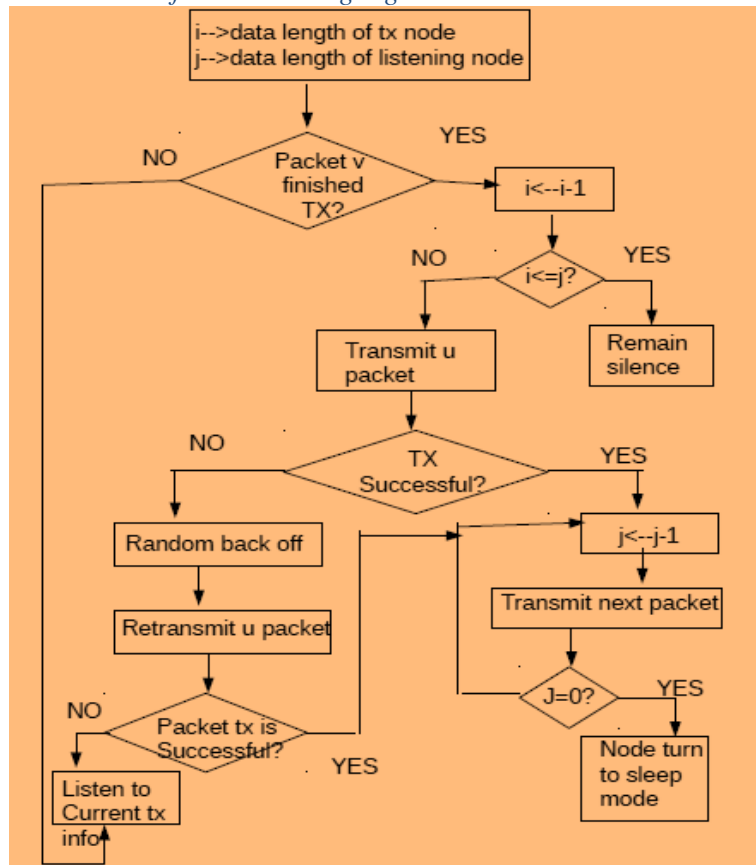 i-->data length of tx node
j-->data length of listening node
NO
YES
Packet v
finished
TX?
i<--i-1
NO
YES
i<=j?
Transmit u
packet
Remain
silence
NO
YES
TX
Successful?
Random back off
j<--j-1
Retransmit u packet
Transmit next packet
NO
Packet tx is
Successful?
YES
J=0?
YES
Listen to
Current tx
info
Node turn
to sleep
mode